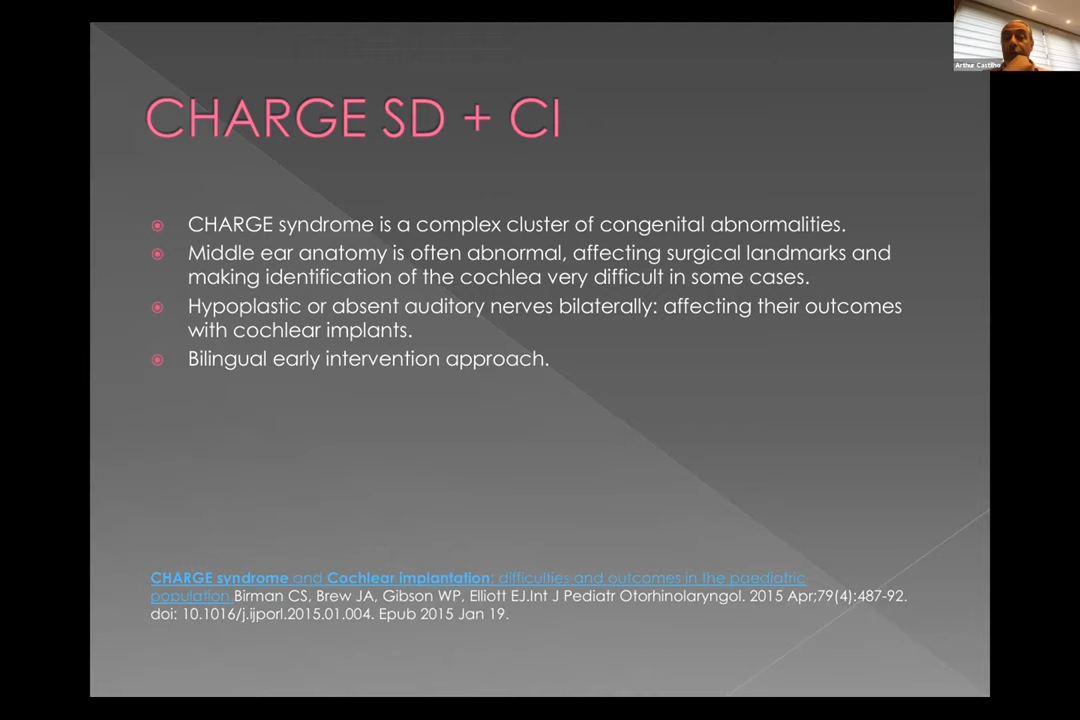 Arthur Castilho
CHARGE SD + CI
CHARGE syndrome is a complex cluster of congenital abnormalities.
Middle ear anatomy is often abnormal, affecting surgical landmarks and
making identification of the cochlea very difficult in some cases.
Hypoplastic or absent auditory nerves bilaterally: affecting their outcomes
with cochlear implants.
Bilingual early intervention approach.
CHARGE syndrome and Cochlear implantation: difficulties and outcomes in the paediatric
population.Birman CS, Brew JA, Gibson WP, Elliott EJ.Int J Pediatr Otorhinolaryngol. 2015 Apr;79(4):487-92.
doi: 10.1016/j.ijporl.2015.01.004. Epub 2015 Jan 19.